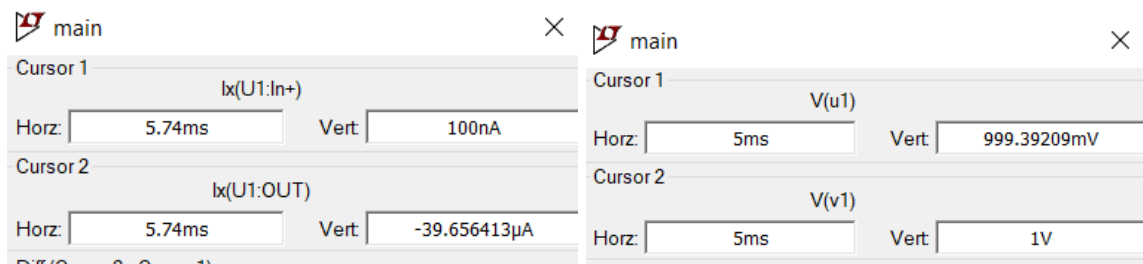 main
Cursor 1
Ix(U1:In+)
Horz: 5.74ms Vert: 100nA
Cursor 2
Ix(U1:OUT)
Horz: 5.74ms Vert: -39.656413µA
main
Cursor 1
V(u1)
Horz: 5ms Vert: 999.39209mV
Cursor 2
V(v1)
Horz: 5ms Vert: 1V